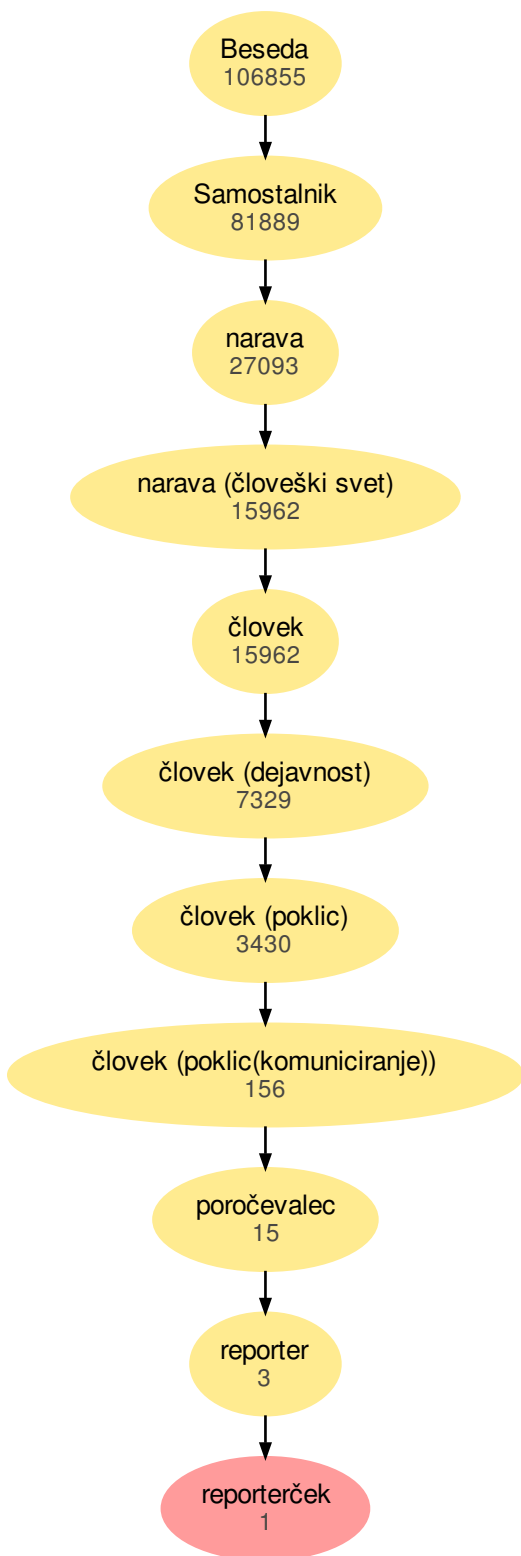 Beseda
106855
Samostalnik
81889
narava
27093
narava (človeški svet)
15962
človek
15962
človek (dejavnost)
7329
človek (poklic)
3430
človek (poklic(komuniciranje))
156
poročevalec
15
reporter
3
reporterček
1